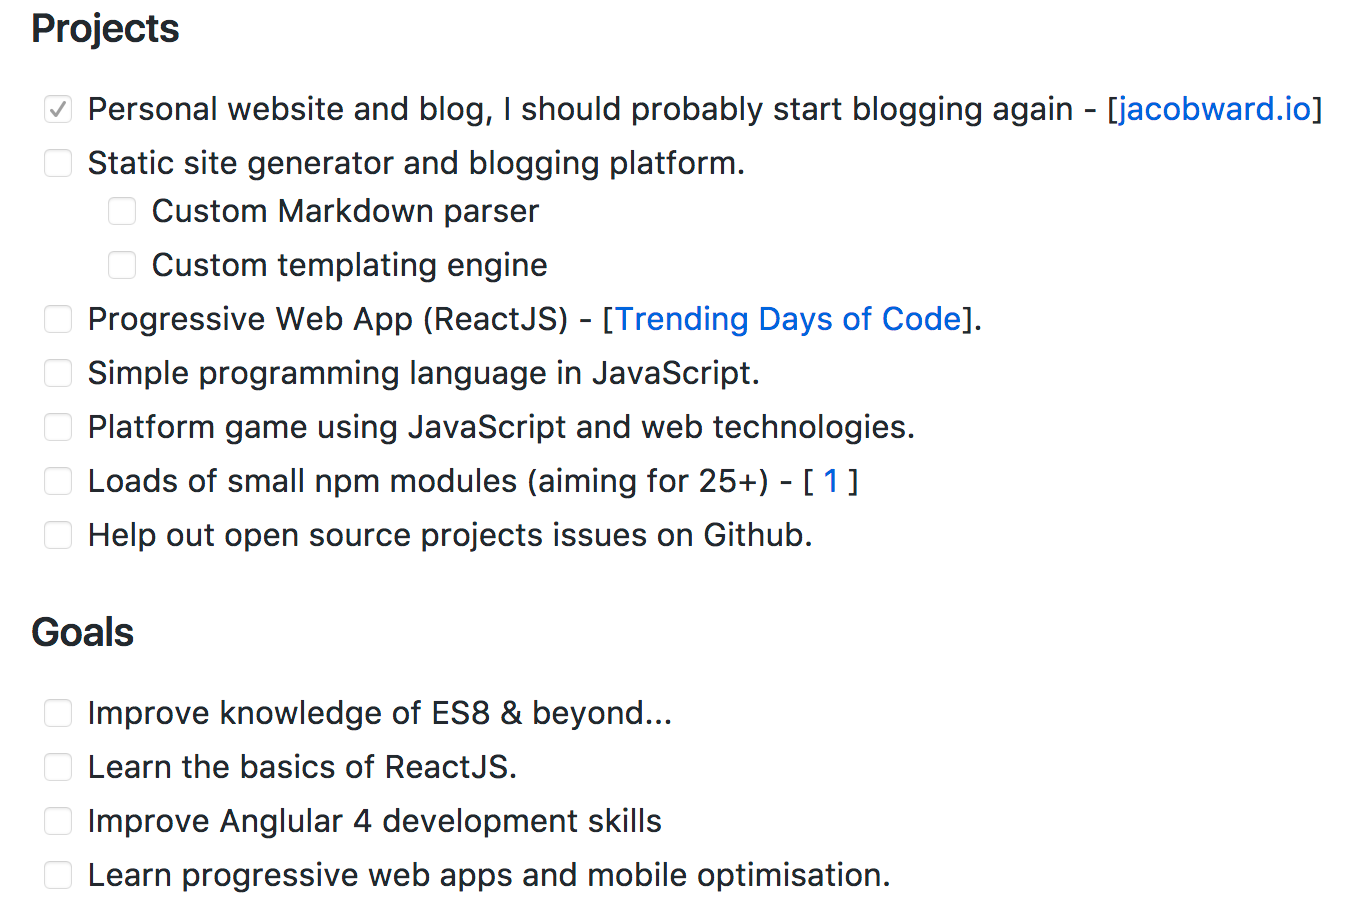 Projects
Personal website and blog, I should probably start blogging again - [jacobward.io]
Static site generator and blogging platform.
Custom Markdown parser
Custom templating engine
Progressive Web App (ReactJS) - [Trending Days of Code].
Simple programming language in JavaScript.
Platform game using JavaScript and web technologies.
Loads of small npm modules (aiming for 25+) - [ 1 ]
Help out open source projects issues on Github.
Goals
Improve knowledge of ES8 & beyond...
Learn the basics of ReactJS.
Improve Anglular 4 development skills
Learn progressive web apps and mobile optimisation.